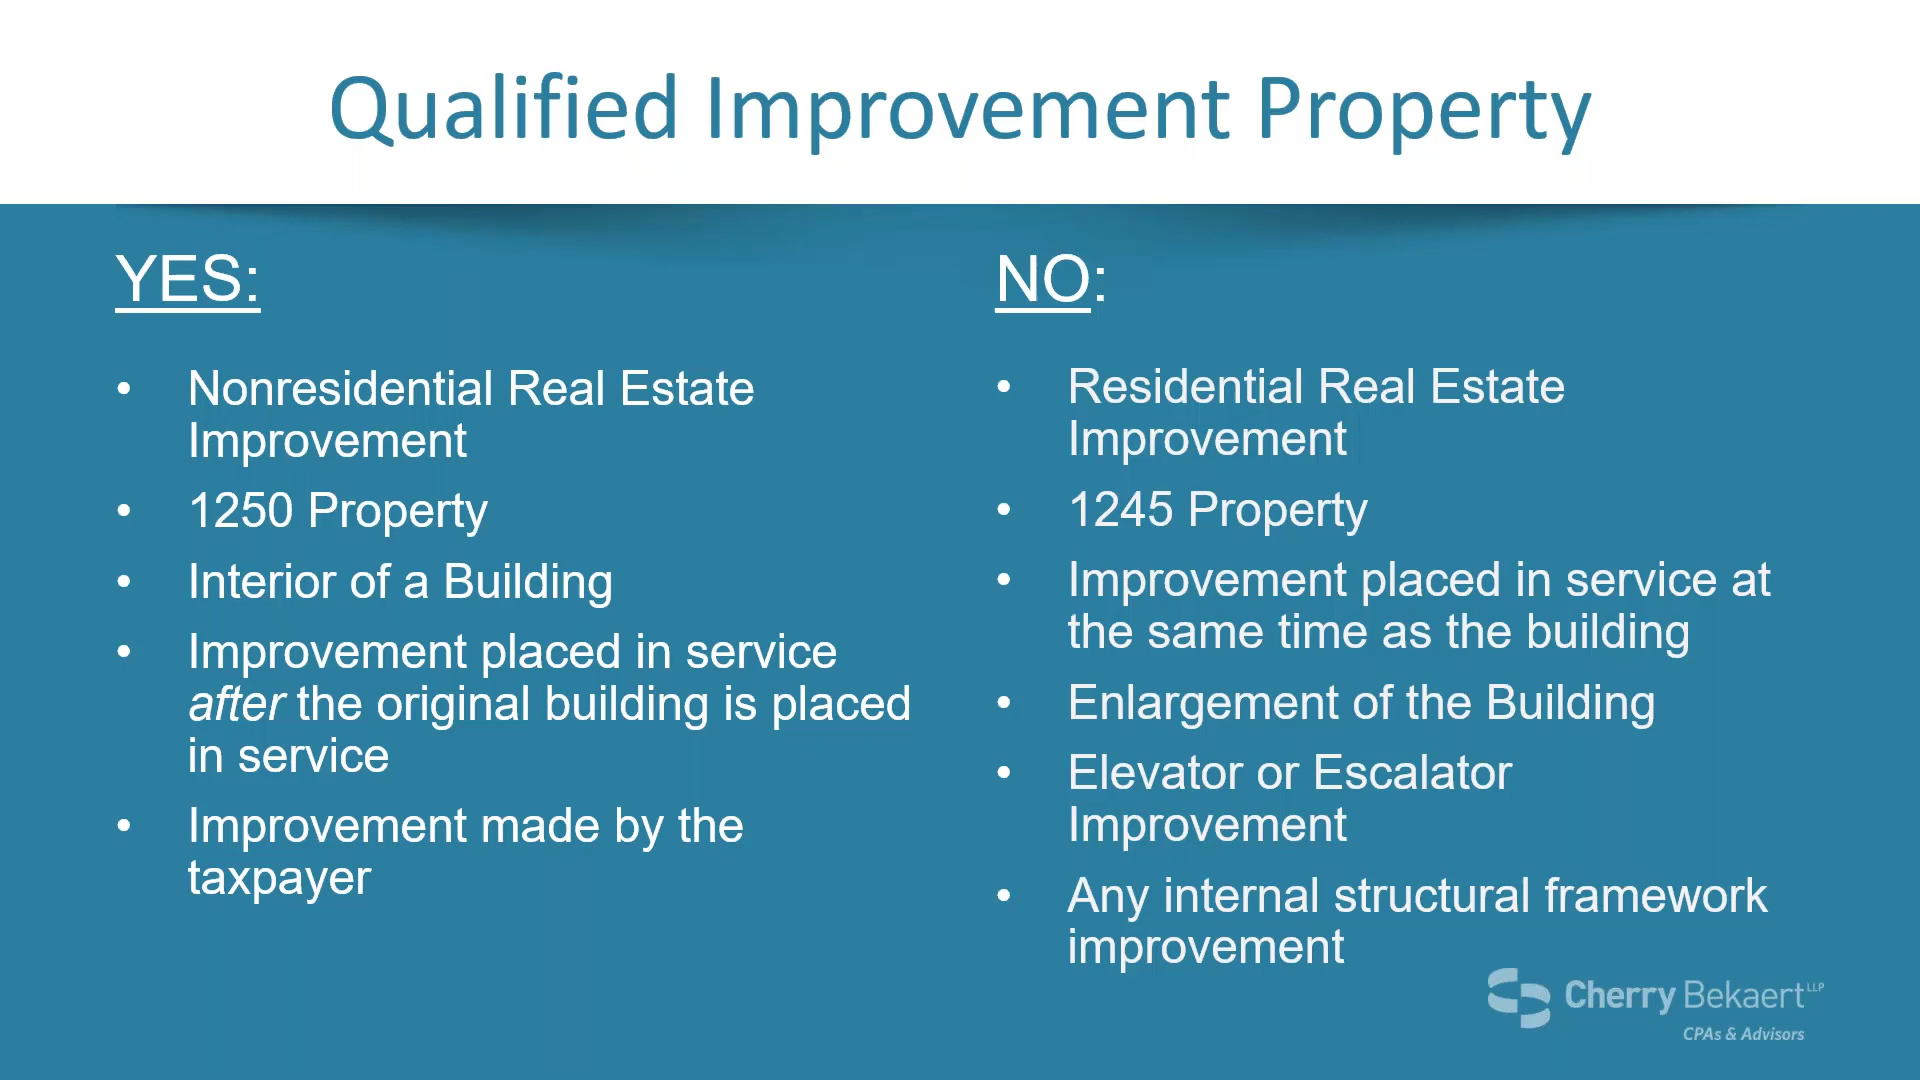 Qualified Improvement Property
YES:
• Nonresidential Real Estate
Improvement
• 1250 Property
• Interior of a Building
• Improvement placed in service
after the original building is placed
in service
• Improvement made by the
taxpayer
NO:
• Residential Real Estate
Improvement
• 1245 Property
• Improvement placed in service at
the same time as the building
• Enlargement of the Building
• Elevator or Escalator
Improvement
• Any internal structural framework
improvement
Cherry Bekaert LLP
CPAs & Advisors